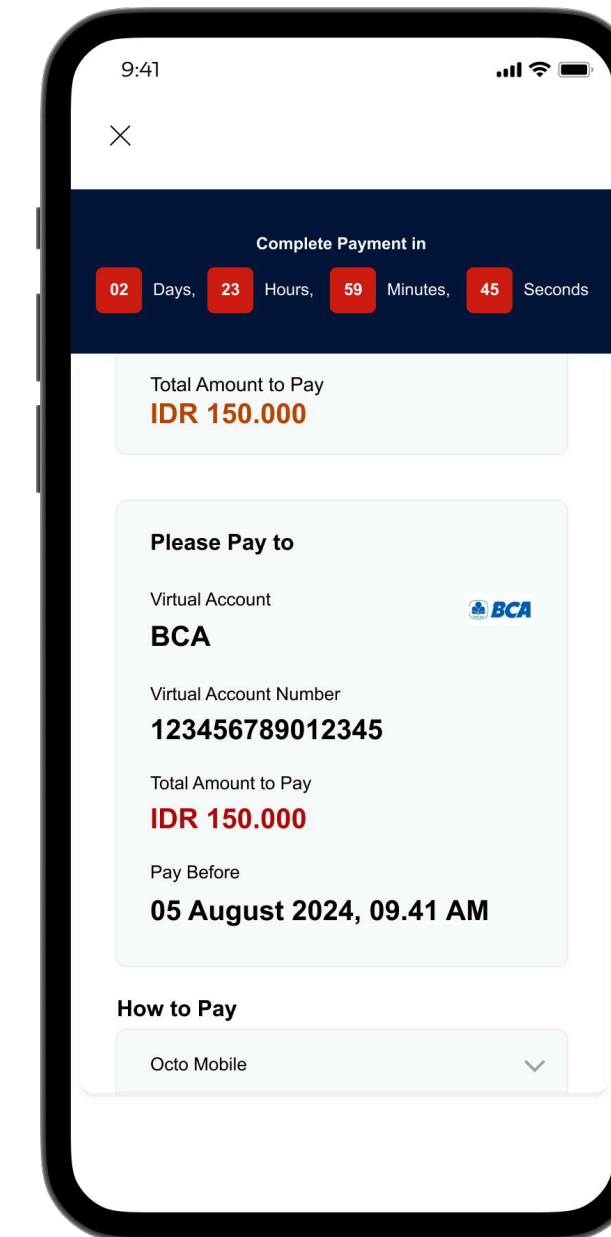 9:41
Complete Payment in
02 Days, 23 Hours, 59 Minutes, 45 Seconds
Total Amount to Pay
IDR 150.000
Please Pay to
Virtual Account
BCA
BCA
Virtual Account Number
123456789012345
Total Amount to Pay
IDR 150.000
Pay Before
05 August 2024, 09.41 AM
How to Pay
Octo Mobile